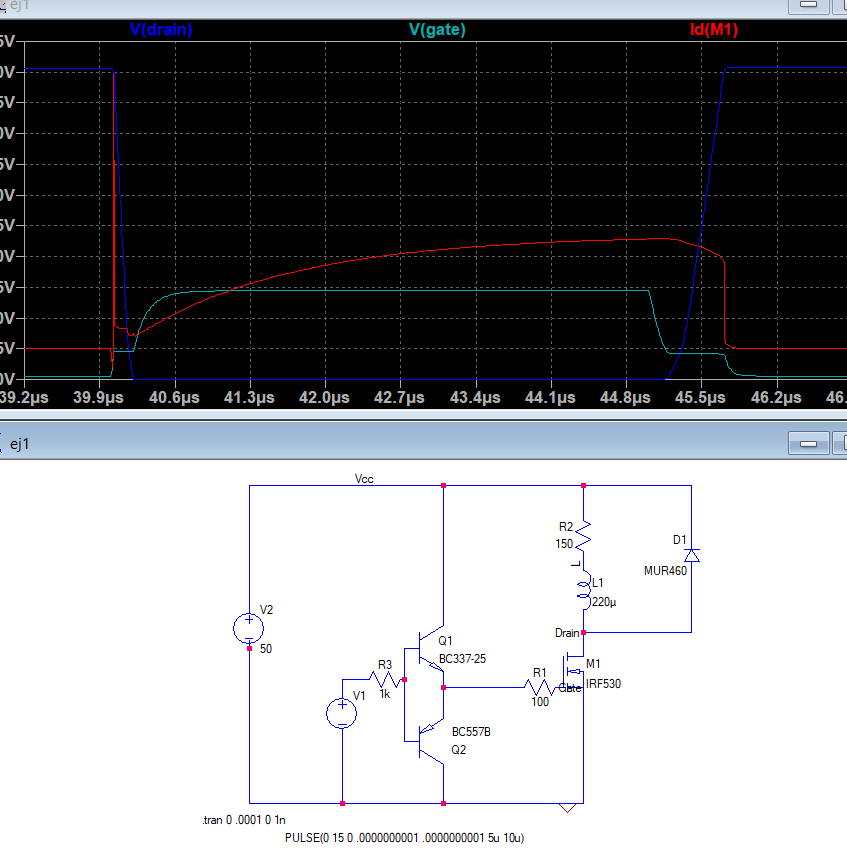 ej1
V(drain) V(gate) Id(M1)
5V
0V
5V
0V
5V
0V
5V
0V
5V
0V
5V
0V
39.2µs 39.9µs 40.6µs 41.3µs 42.0µs 42.7µs 43.4µs 44.1µs 44.8µs 45.5µs 46.2µs 46.
ej1
Vcc
R2
150
D1
MUR460
L
L1
220µ
V2
50
Drain
Q1
BC337-25
M1
IRF530
R3
1k
R1
100
Gate
V1
BC557B
Q2
.tran 0 .0001 0 1n
PULSE(0 15 0 .0000000001 .0000000001 5u 10u)